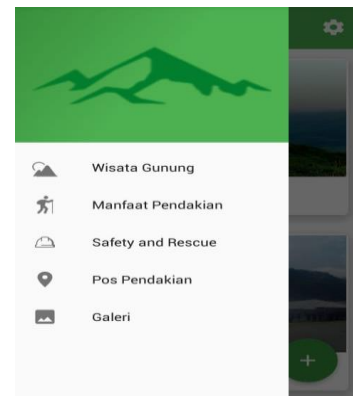 Wisata Gunung
Manfaat Pendakian
Safety and Rescue
Pos Pendakian
Galeri